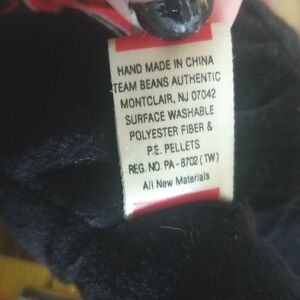 HAND MADE IN CHINA
TEAM BEANS AUTHENTIC
MONTCLAIR, NJ 07042
SURFACE WASHABLE
POLYESTER FIBER &
P.E. PELLETS
REG. NO. PA-8702 (TW)
All New Materials